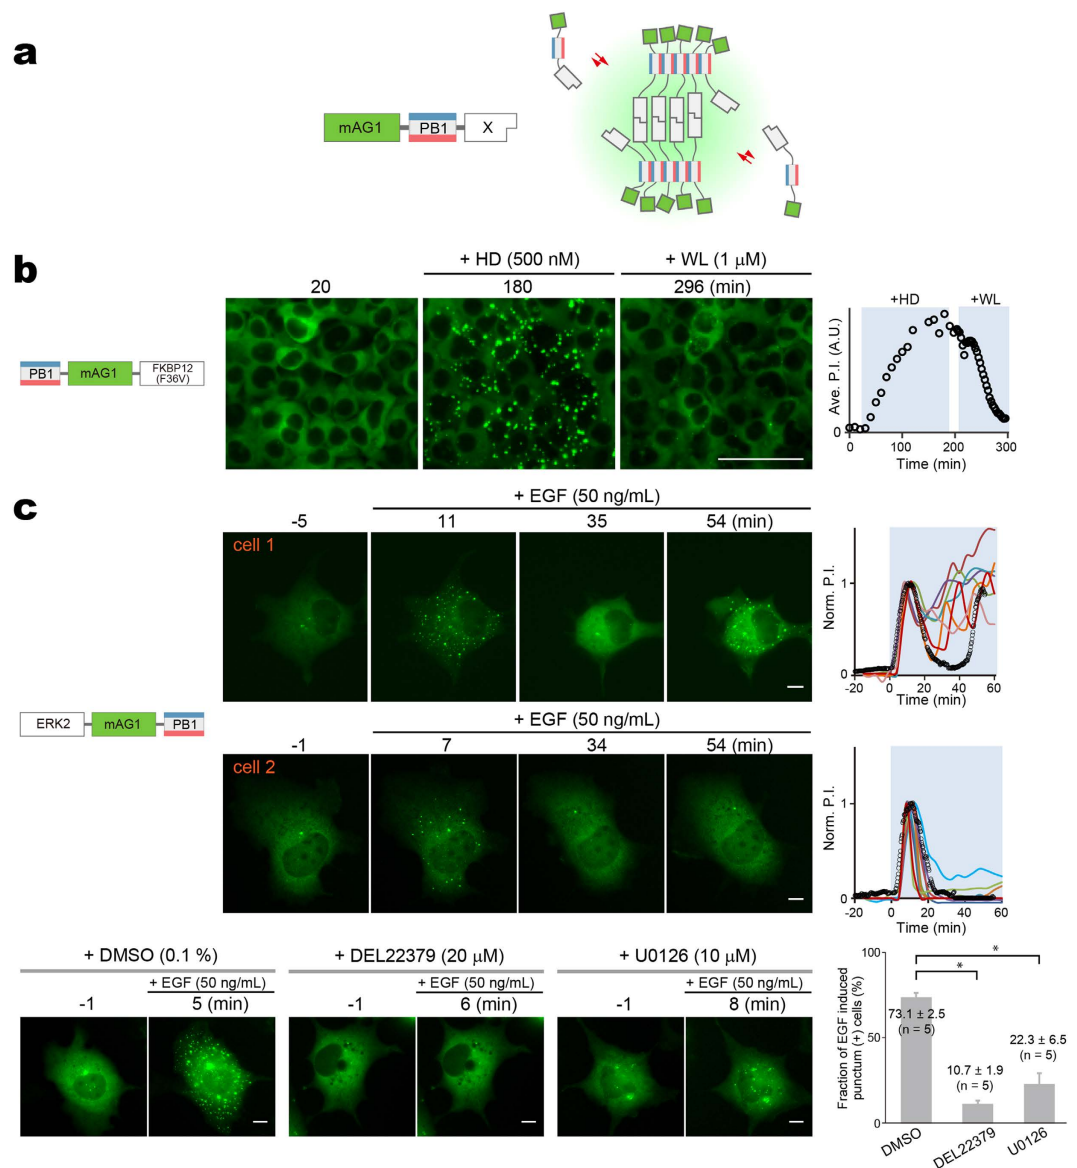 a
mAG1
PB1
X
b
+ HD (500 nM)
+ WL (1 μM)
20
180
296 (min)
PB1
mAG1
FKBP12
(F36V)
+HD
+WL
Ave. P.I. (A.U.)
0
0
100
200
300
Time (min)
c
+ EGF (50 ng/mL)
-5
11
35
54 (min)
cell 1
Norm. P.I.
1
0
-20
0
20
40
60
Time (min)
ERK2
mAG1
PB1
+ EGF (50 ng/mL)
-1
7
34
54 (min)
cell 2
Norm. P.I.
1
0
-20
0
20
40
60
Time (min)
+ DMSO (0.1 %)
+ EGF (50 ng/mL)
-1
5 (min)
+ DEL22379 (20 μM)
+ EGF (50 ng/mL)
-1
6 (min)
+ U0126 (10 μM)
+ EGF (50 ng/mL)
-1
8 (min)
Fraction of EGF induced
punctum (+) cells (%)
100
50
0
*
*
73.1 ± 2.5
(n = 5)
10.7 ± 1.9
(n = 5)
22.3 ± 6.5
(n = 5)
DMSO
DEL22379
U0126